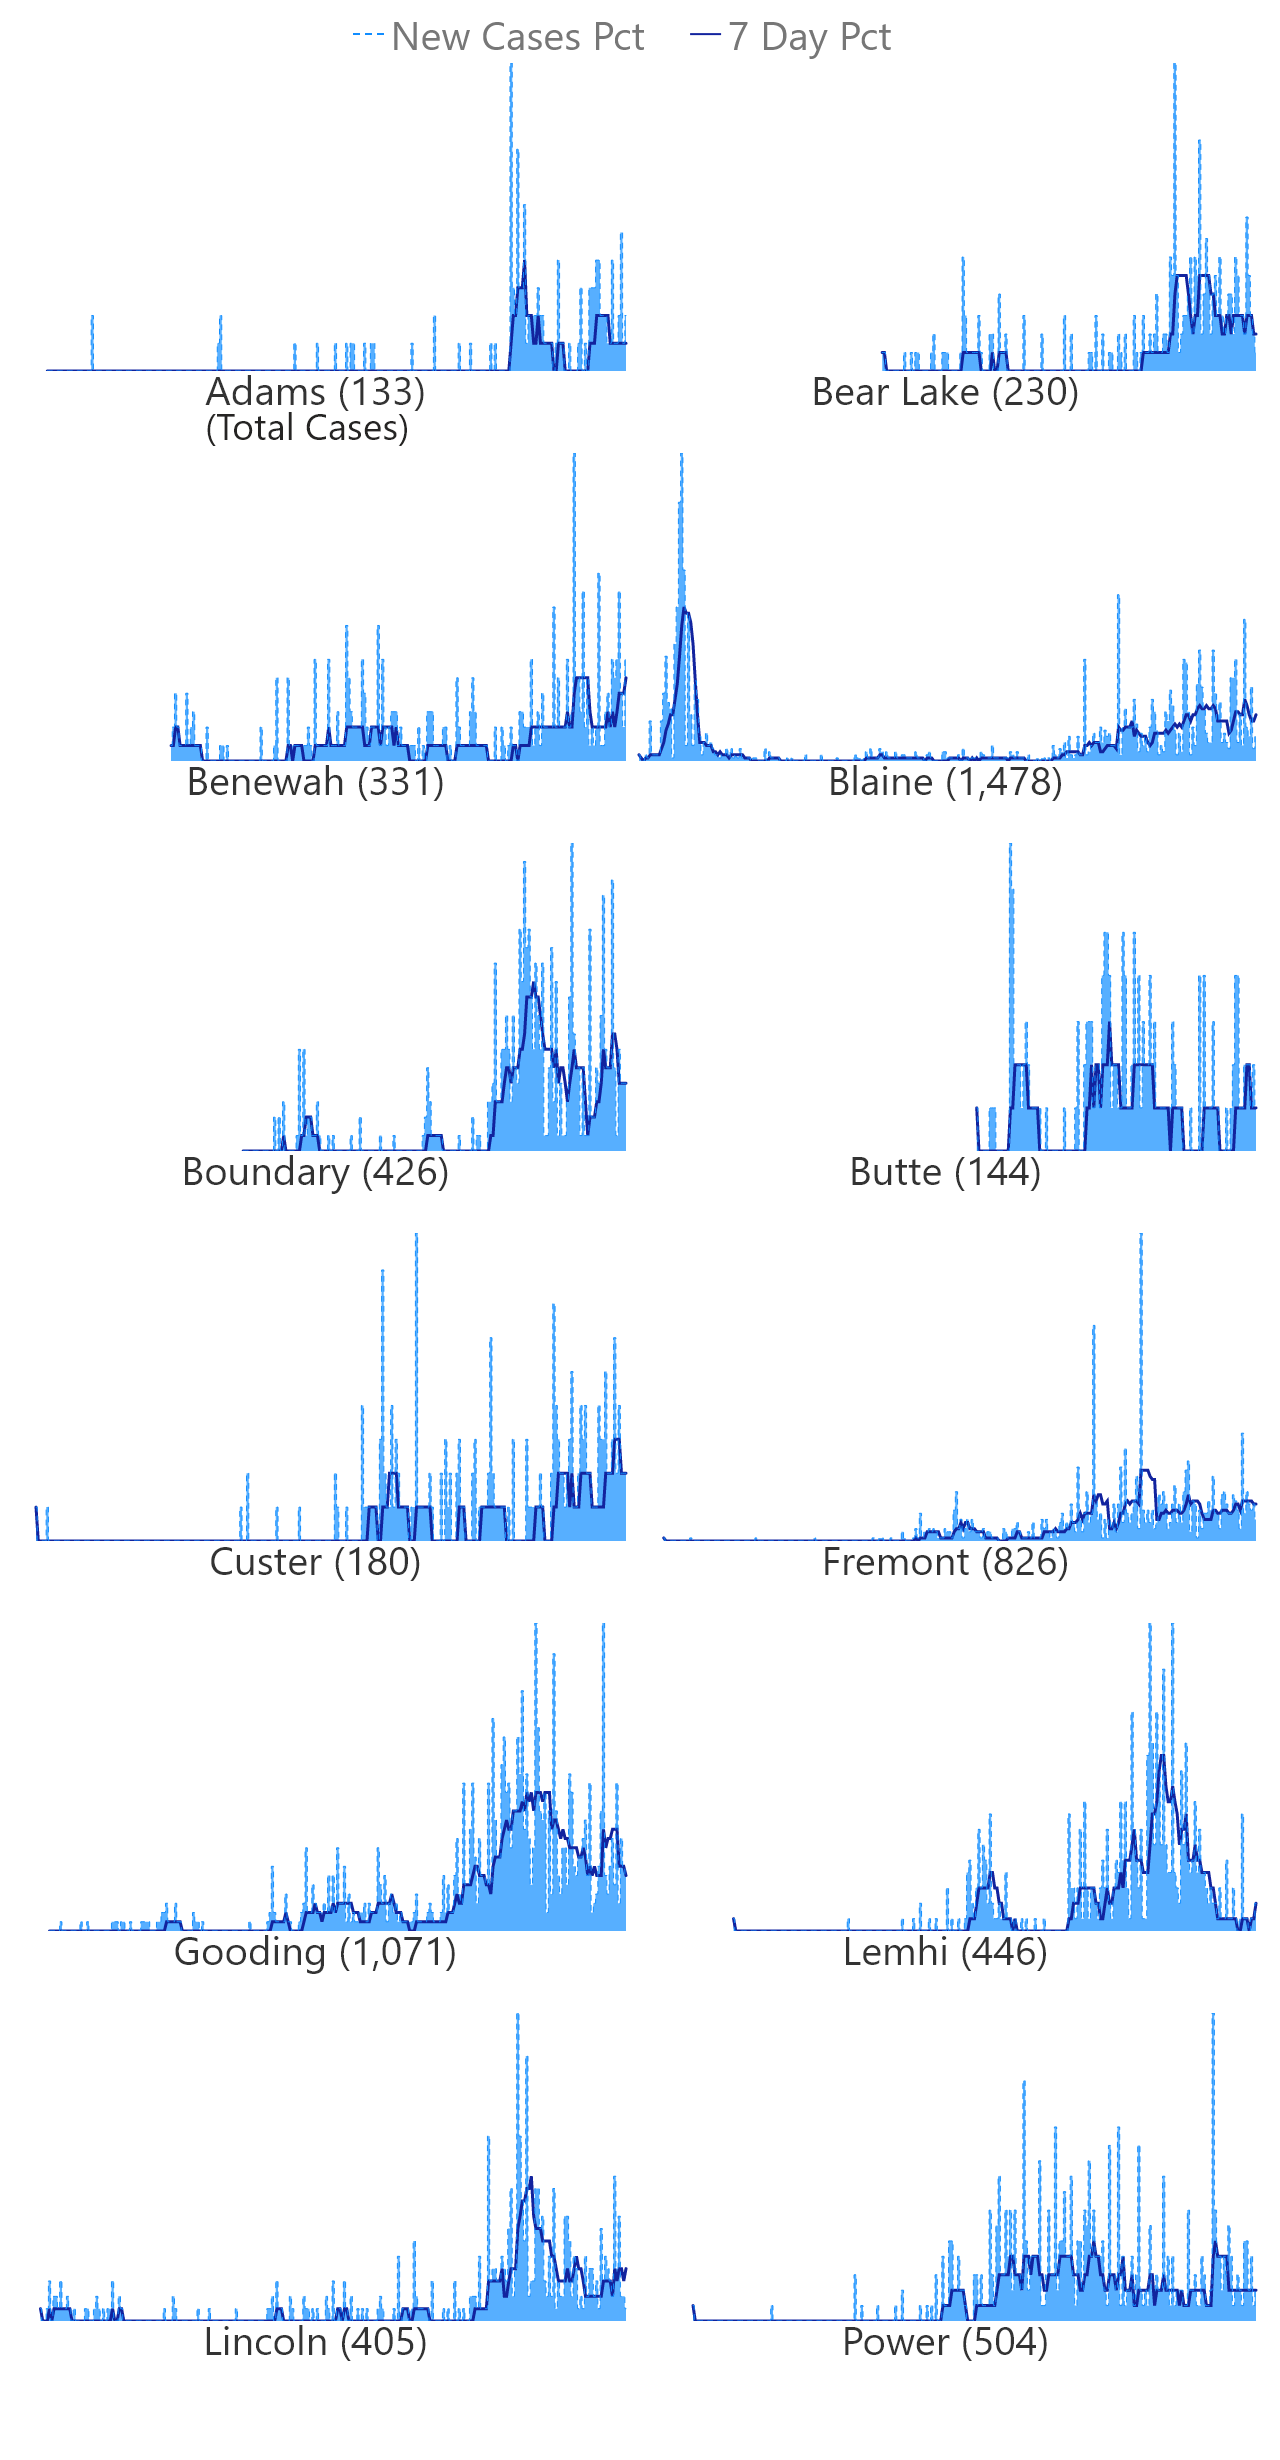 New Cases Pct 7 Day Pct
Adams (133) Bear Lake (230)
(Total Cases)
Benewah (331) Blaine (1,478)
Boundary (426) Butte (144)
Custer (180) Fremont (826)
Gooding (1,071) Lemhi (446)
Lincoln (405) Power (504)